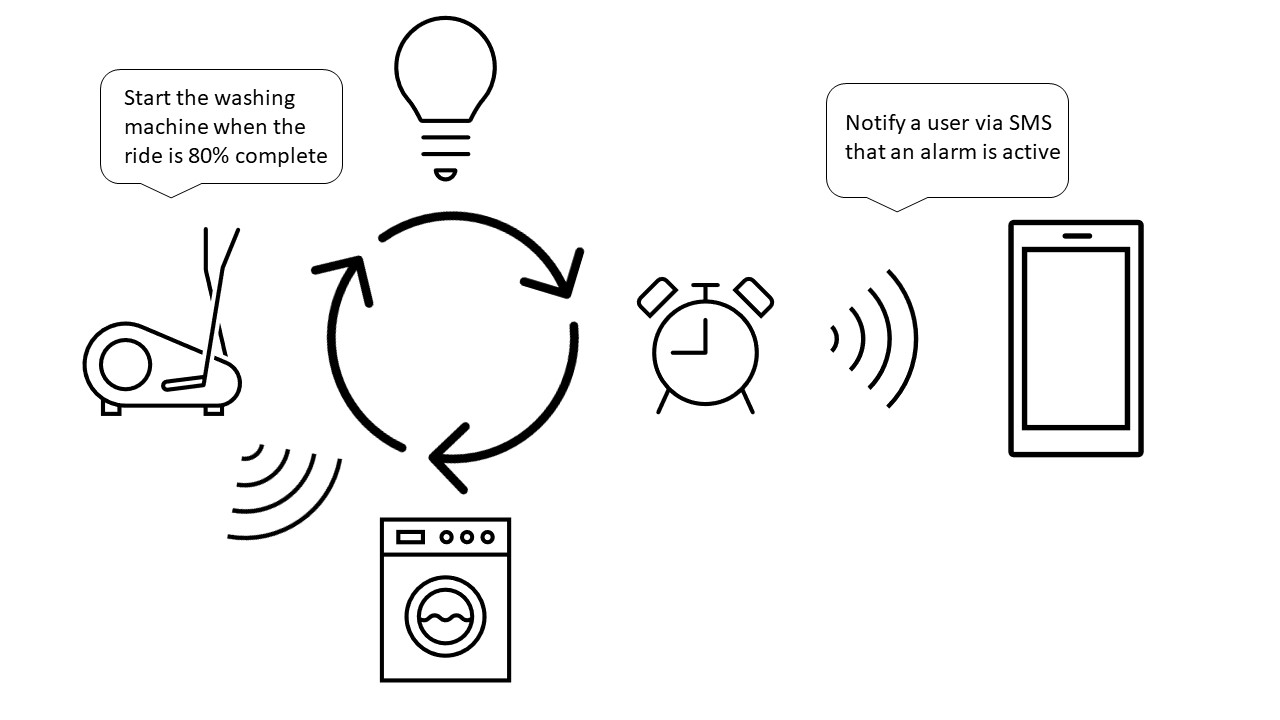 Start the washing
machine when the
ride is 80% complete
Notify a user via SMS
that an alarm is active